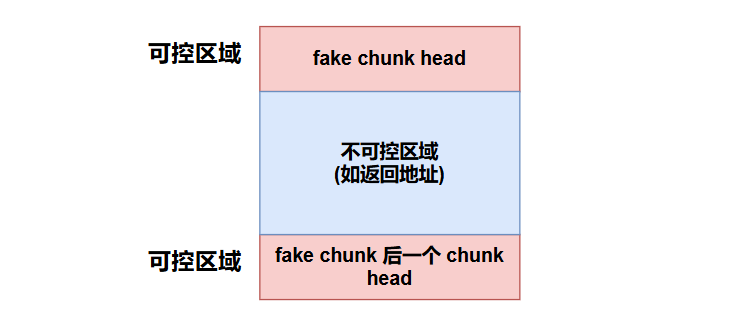 可控区域
fake chunk head
不可控区域
(如返回地址)
可控区域
fake chunk 后一个 chunk
head